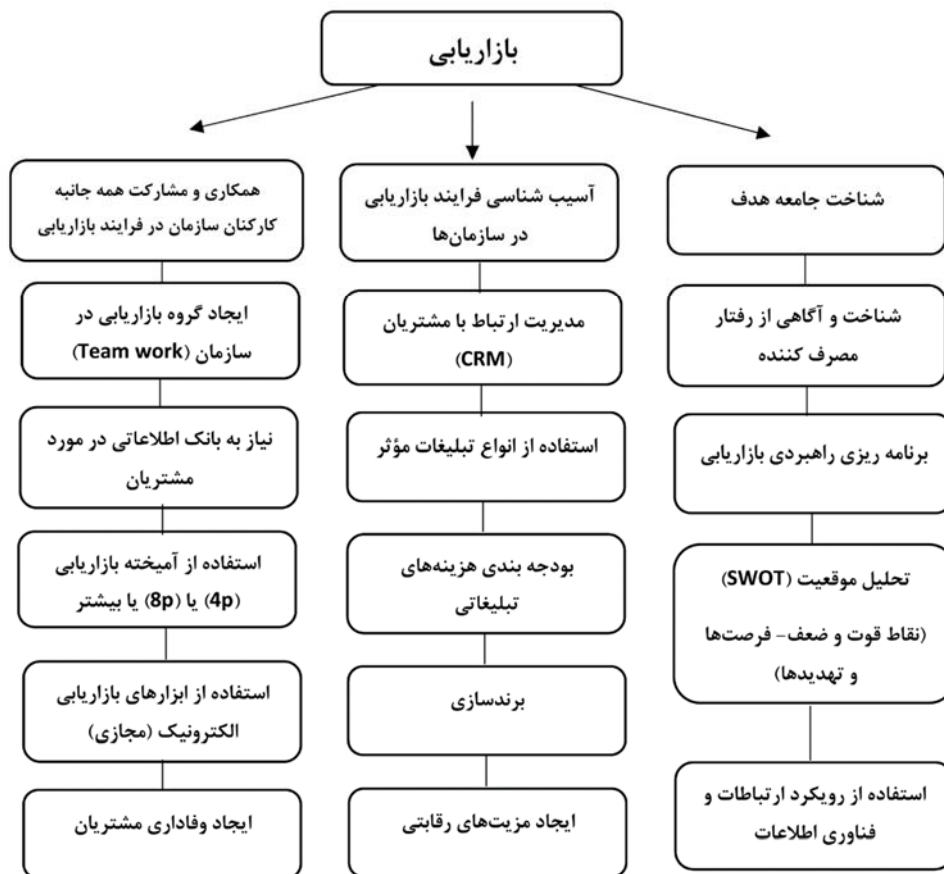 بازاریابی
شناخت جامعه هدف
شناخت و آگاهی از رفتار
مصرف کننده
برنامه ریزی راهبردی بازاریابی
تحلیل موقعیت (SWOT)
(نقاط قوت و ضعف- فرصت‌ها
و تهدیدها)
استفاده از رویکرد ارتباطات و
فناوری اطلاعات
آسیب شناسی فرایند بازاریابی
در سازمان‌ها
مدیریت ارتباط با مشتریان
(CRM)
استفاده از انواع تبلیغات مؤثر
بودجه بندی هزینه‌های
تبلیغاتی
برندسازی
ایجاد مزیت‌های رقابتی
همکاری و مشارکت همه جانبه
کارکنان سازمان در فرایند بازاریابی
ایجاد گروه بازاریابی در
سازمان (Team work)
نیاز به بانک اطلاعاتی در مورد
مشتریان
استفاده از آمیخته بازاریابی
(4p) یا (8p) یا بیشتر
استفاده از ابزارهای بازاریابی
الکترونیک (مجازی)
ایجاد وفاداری مشتریان